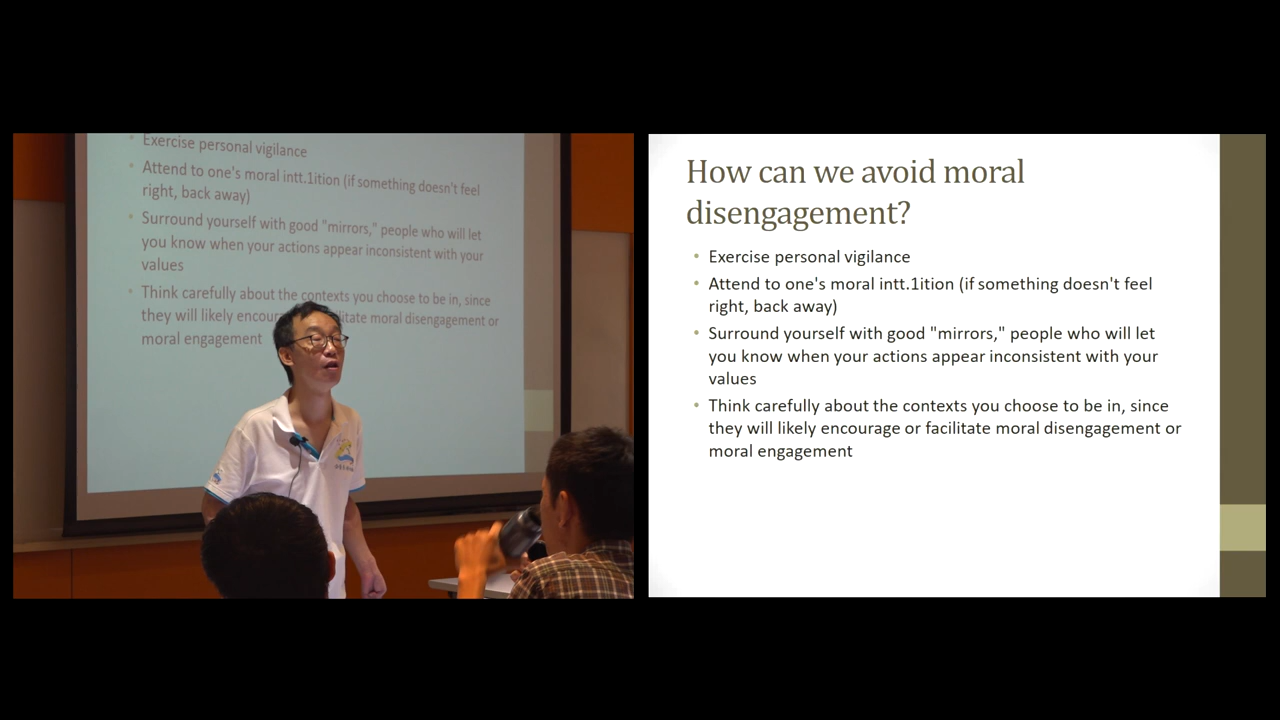 Exercise personal vigilance
Attend to one's moral intt.1ition (if something doesn't feel
right, back away)
Surround yourself with good "mirrors," people who will let
you know when your actions appear inconsistent with your
values
Think carefully about the contexts you choose to be in, since
they will likely encour itate moral disengagement or
moral engagement
How can we avoid moral
disengagement?
• Exercise personal vigilance
• Attend to one's moral intt.1ition (if something doesn't feel
right, back away)
• Surround yourself with good "mirrors," people who will let
you know when your actions appear inconsistent with your
values
• Think carefully about the contexts you choose to be in, since
they will likely encourage or facilitate moral disengagement or
moral engagement